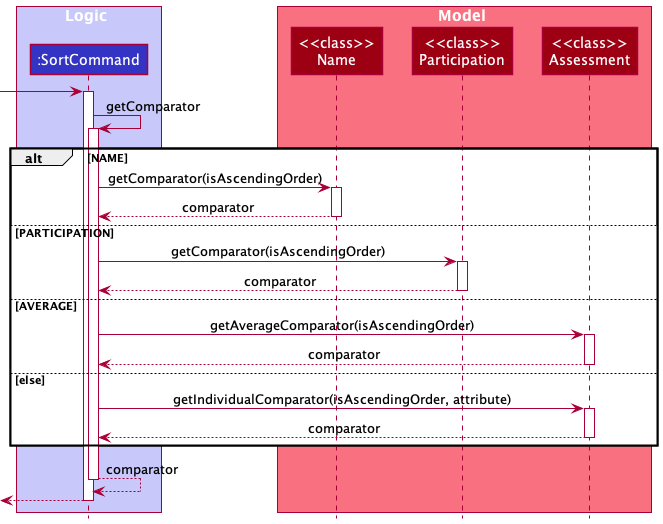 Logic
Model
:SortCommand
<<class>>
Name
<<class>>
Participation
<<class>>
Assessment
getComparator
alt
[NAME]
getComparator(isAscendingOrder)
comparator
[PARTICIPATION]
getComparator(isAscendingOrder)
comparator
[AVERAGE]
getAverageComparator(isAscendingOrder)
comparator
[else]
getIndividualComparator(isAscendingOrder, attribute)
comparator
comparator